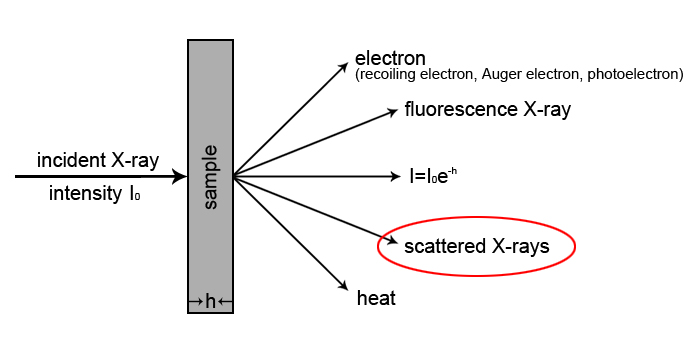 electron
(recoiling electron, Auger electron, photoelectron)
fluorescence X-ray
incident X-ray
intensity I₀
sample
I=I₀e⁻ʰ
scattered X-rays
→h←
heat